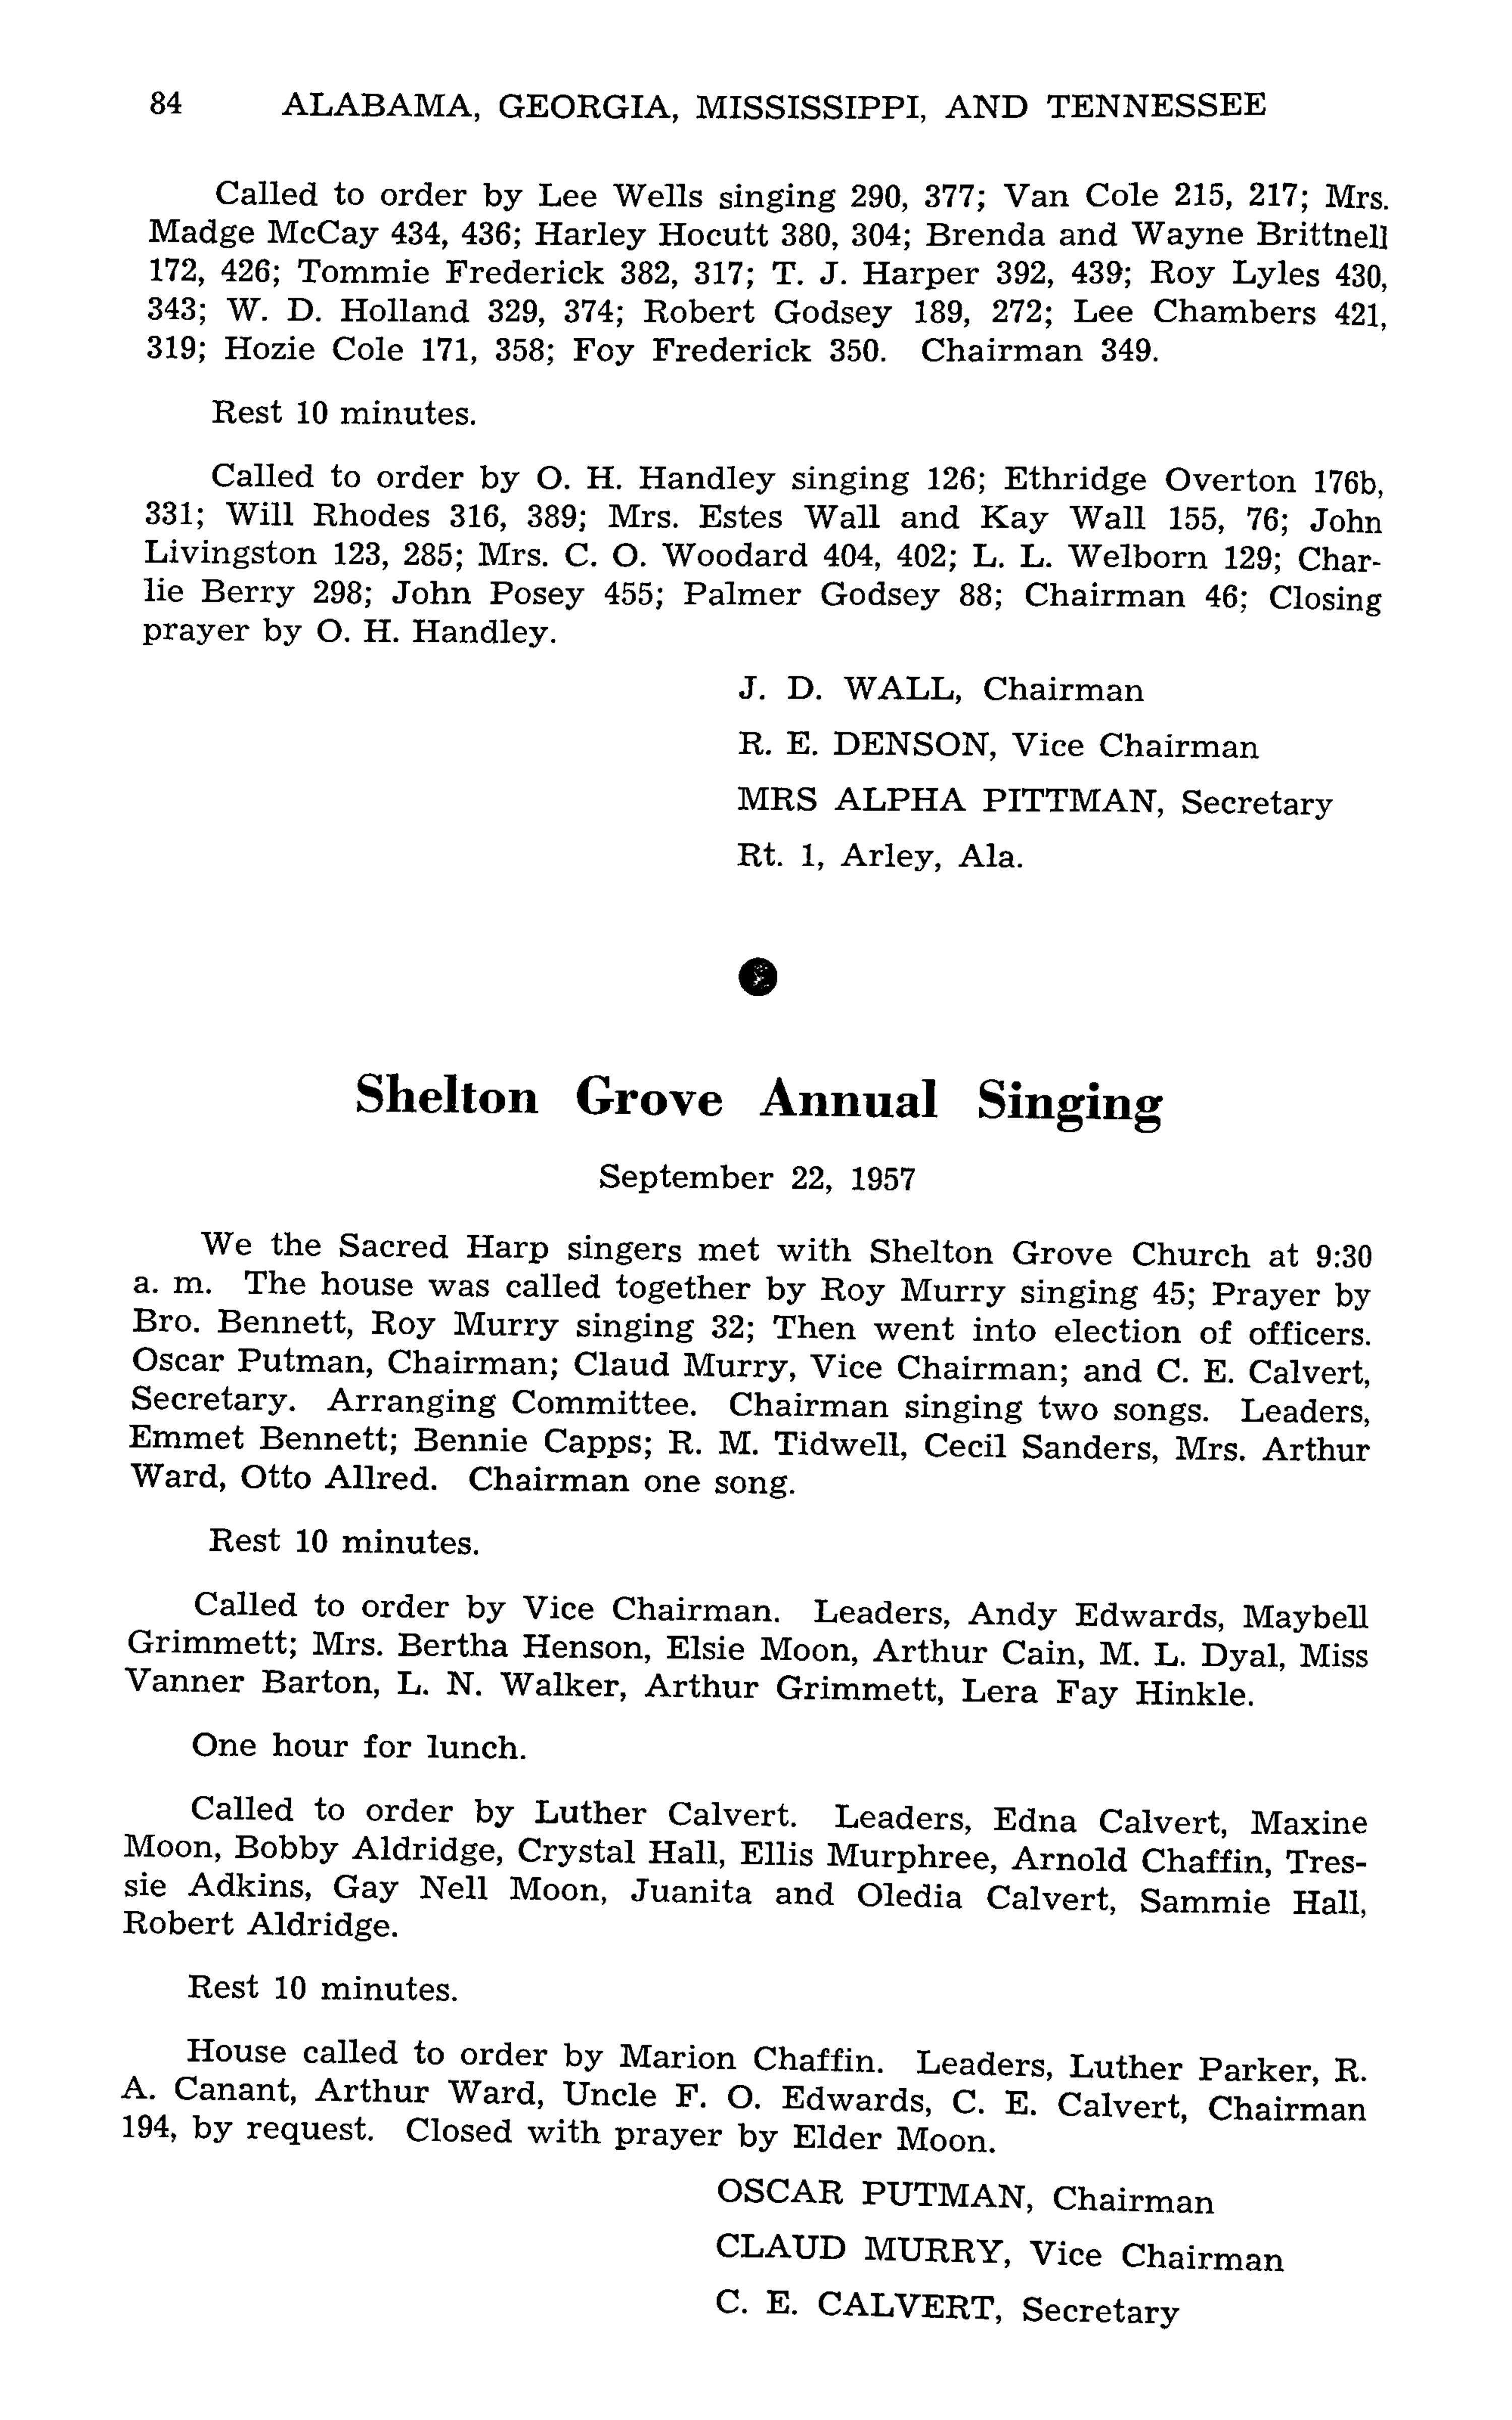 84 ALABAMA, GEORGIA, MISSISSIPPI, AND TENNESSEE
Called to order by Lee Wells singing 290, 377; Van Cole 215, 217; Mrs.
Madge McCay 434, 436; Harley Hocutt 380, 304; Brenda and Wayne Brittnell
172, 426; Tommie Frederick 382, 317; T. J. Harper 392, 439; Roy Lyles 430,
343; W. D. Holland 329, 374; Robert Godsey 189, 272; Lee Chambers 421,
319; Hozie Cole 171, 358; Foy Frederick 350. Chairman 349.
Rest 10 minutes.
Called to order by O. H. Handley singing 126; Ethridge Overton 176b,
331; Will Rhodes 316, 389; Mrs. Estes Wall and Kay Wall 155, 76; John
Livingston 123, 285; Mrs. C. O. Woodard 404, 402; L. L. Welborn 129; Char-
lie Berry 298; John Posey 455; Palmer Godsey 88; Chairman 46; Closing
prayer by O. H. Handley.
J. D. WALL, Chairman
R. E. DENSON, Vice Chairman
MRS ALPHA PITTMAN, Secretary
Rt. 1, Arley, Ala.
Shelton Grove Annual Singing
September 22, 1957
We the Sacred Harp singers met with Shelton Grove Church at 9:30
a. m. The house was called together by Roy Murry singing 45; Prayer by
Bro. Bennett, Roy Murry singing 32; Then went into election of officers.
Oscar Putman, Chairman; Claud Murry, Vice Chairman; and C. E. Calvert,
Secretary. Arranging Committee. Chairman singing two songs. Leaders,
Emmet Bennett; Bennie Capps; R. M. Tidwell, Cecil Sanders, Mrs. Arthur
Ward, Otto Allred. Chairman one song.
Rest 10 minutes.
Called to order by Vice Chairman. Leaders, Andy Edwards, Maybell
Grimmett; Mrs. Bertha Henson, Elsie Moon, Arthur Cain, M. L. Dyal, Miss
Vanner Barton, L. N. Walker, Arthur Grimmett, Lera Fay Hinkle.
One hour for lunch.
Called to order by Luther Calvert. Leaders, Edna Calvert, Maxine
Moon, Bobby Aldridge, Crystal Hall, Ellis Murphree, Arnold Chaffin, Tres-
sie Adkins, Gay Nell Moon, Juanita and Oledia Calvert, Sammie Hall,
Robert Aldridge.
Rest 10 minutes.
House called to order by Marion Chaffin. Leaders, Luther Parker, R.
A. Canant, Arthur Ward, Uncle F. O. Edwards, C. E. Calvert, Chairman
194, by request. Closed with prayer by Elder Moon.
OSCAR PUTMAN, Chairman
CLAUD MURRY, Vice Chairman
C. E. CALVERT, Secretary